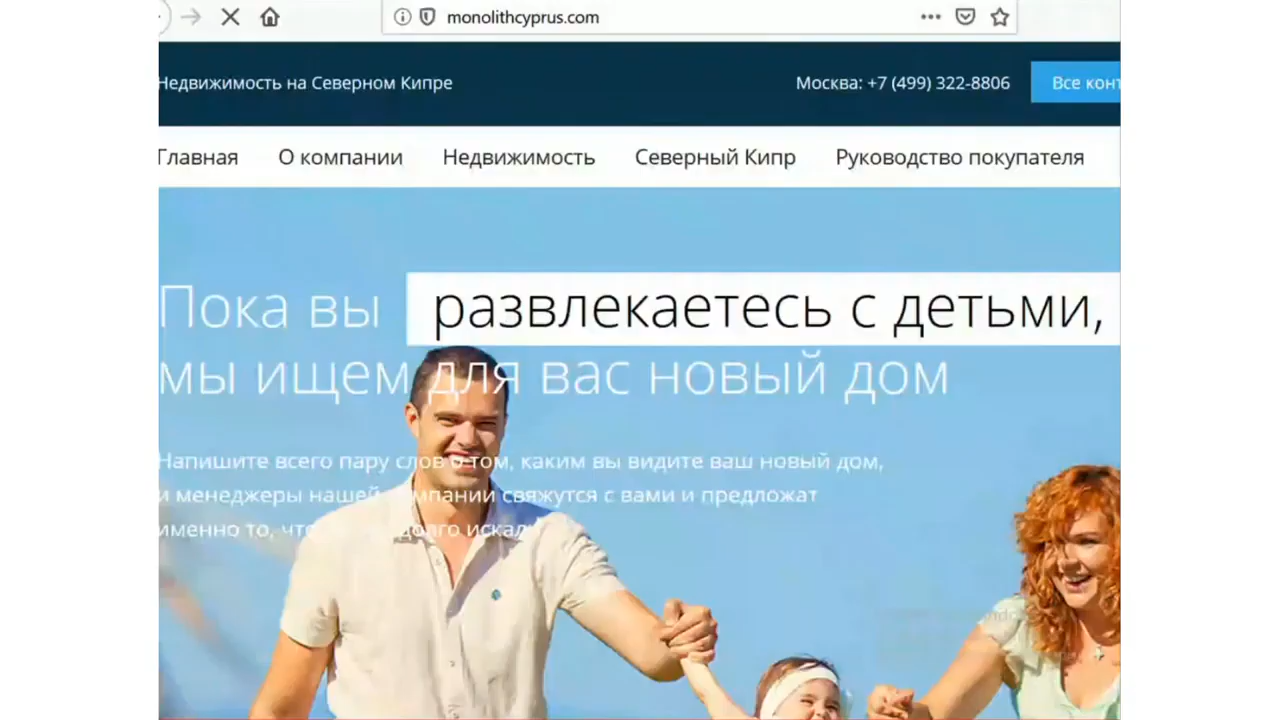 monolithcyprus.com
Недвижимость на Северном Кипре
Москва: +7 (499) 322-8806
Все конт
Главная
О компании
Недвижимость
Северный Кипр
Руководство покупателя
Пока вы развлекаетесь с детьми,
мы ищем для вас новый дом
Напишите всего пару слов о том, каким вы видите ваш новый дом,
и менеджеры нашей компании свяжутся с вами и предложат
именно то, что долго искали